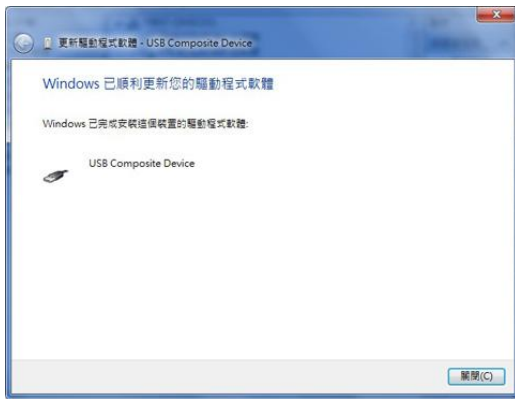 更新驅動程式軟體 - USB Composite Device
Windows 已順利更新您的驅動程式軟體
Windows 已完成安裝這個裝置的驅動程式軟體:
USB Composite Device
關閉(C)